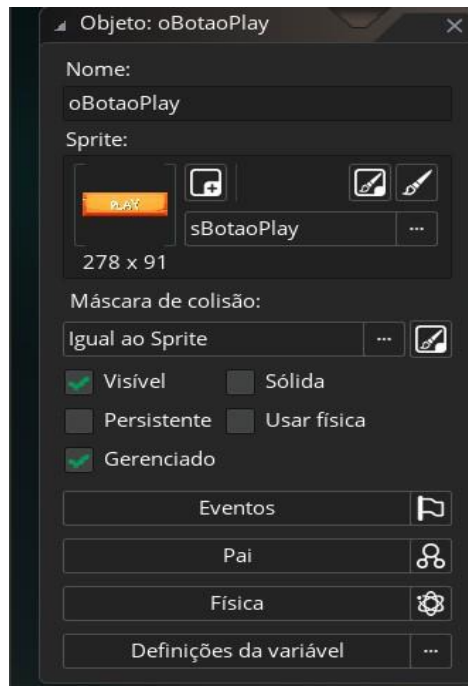 Objeto: oBotaoPlay
Nome:
oBotaoPlay
Sprite:
PLAY
sBotaoPlay
278 x 91
Máscara de colisão:
Igual ao Sprite
Visível Sólida
Persistente Usar física
Gerenciado
Eventos
Pai
Física
Definições da variável